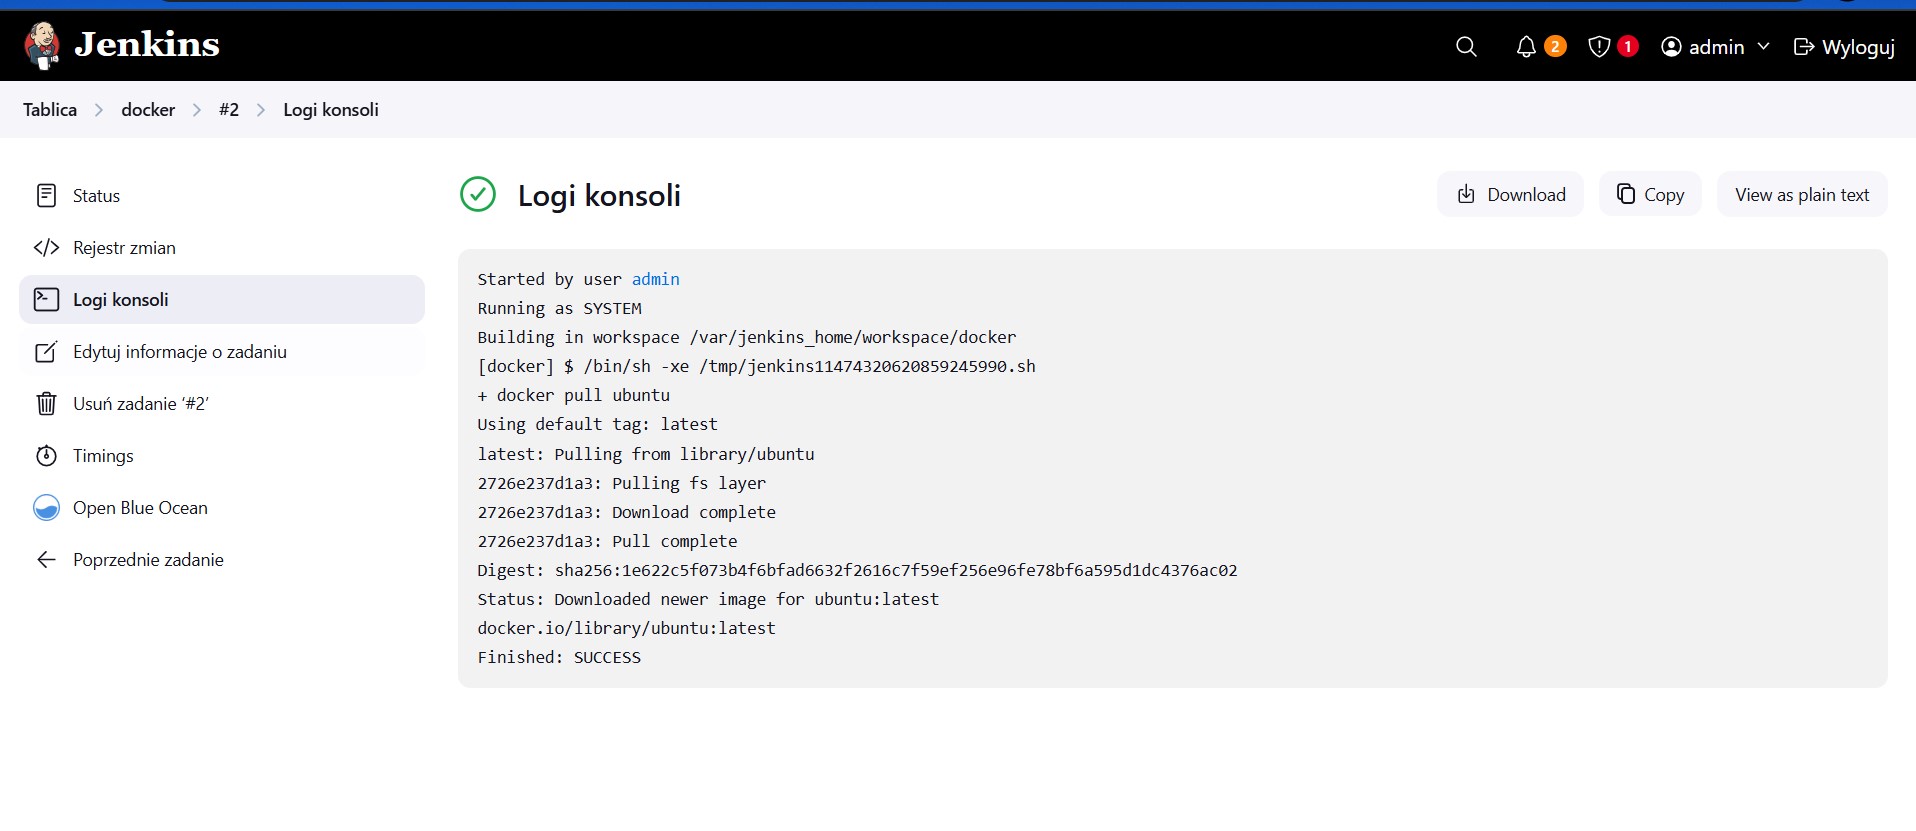 Jenkins
2
1
admin
Wyloguj
Tablica
docker
#2
Logi konsoli
Status
Rejestr zmian
Logi konsoli
Edytuj informacje o zadaniu
Usuń zadanie ‘#2’
Timings
Open Blue Ocean
Poprzednie zadanie
Logi konsoli
Download
Copy
View as plain text
Started by user admin
Running as SYSTEM
Building in workspace /var/jenkins_home/workspace/docker
[docker] $ /bin/sh -xe /tmp/jenkins11474320620859245990.sh
+ docker pull ubuntu
Using default tag: latest
latest: Pulling from library/ubuntu
2726e237d1a3: Pulling fs layer
2726e237d1a3: Download complete
2726e237d1a3: Pull complete
Digest: sha256:1e622c5f073b4f6bfad6632f2616c7f59ef256e96fe78bf6a595d1dc4376ac02
Status: Downloaded newer image for ubuntu:latest
docker.io/library/ubuntu:latest
Finished: SUCCESS